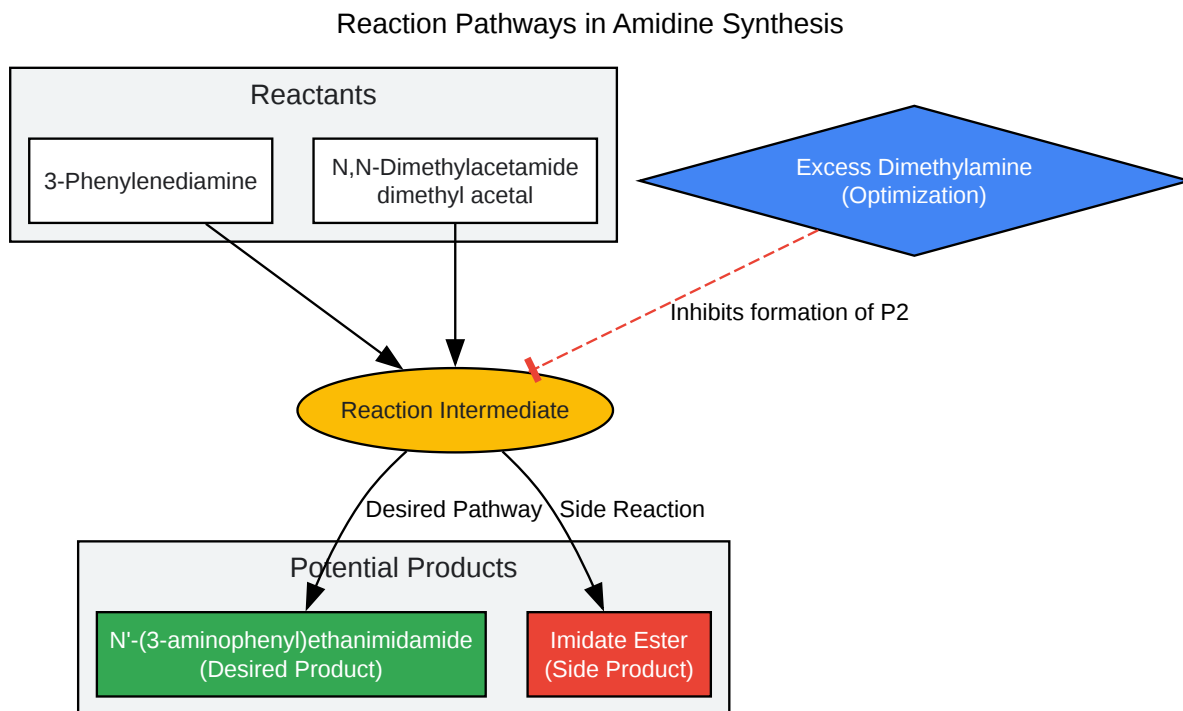 Reaction Pathways in Amidine Synthesis
Reactants
3-Phenylenediamine
N,N-Dimethylacetamide
dimethyl acetal
Excess Dimethylamine
(Optimization)
Inhibits formation of P2
Reaction Intermediate
Desired Pathway
Side Reaction
Potential Products
N'-(3-aminophenyl)ethanimidamide
(Desired Product)
Imidate Ester
(Side Product)